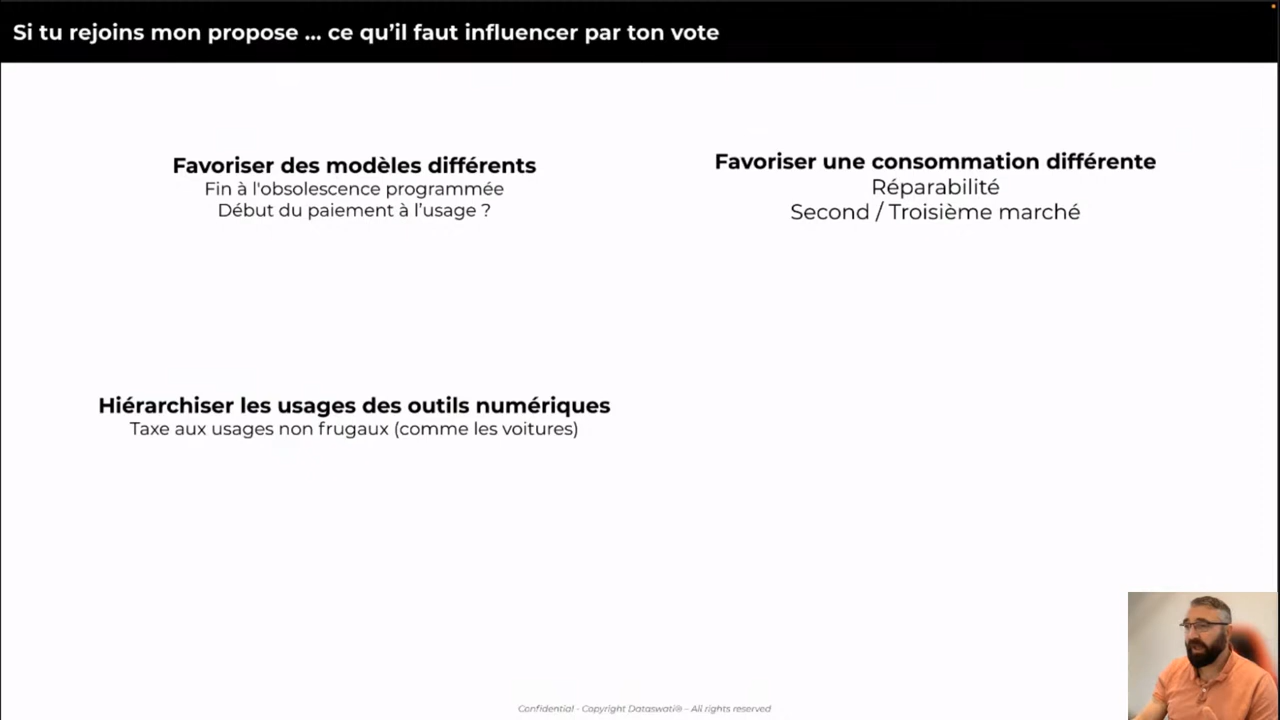 Si tu rejoins mon propose ... ce qu'il faut influencer par ton vote
Favoriser des modèles différents
Fin à l'obsolescence programmée
Début du paiement à l'usage ?
Favoriser une consommation différente
Réparabilité
Second / Troisième marché
Hiérarchiser les usages des outils numériques
Taxe aux usages non frugaux (comme les voitures)
Confidential - Copyright Dataswati® - All rights reserved